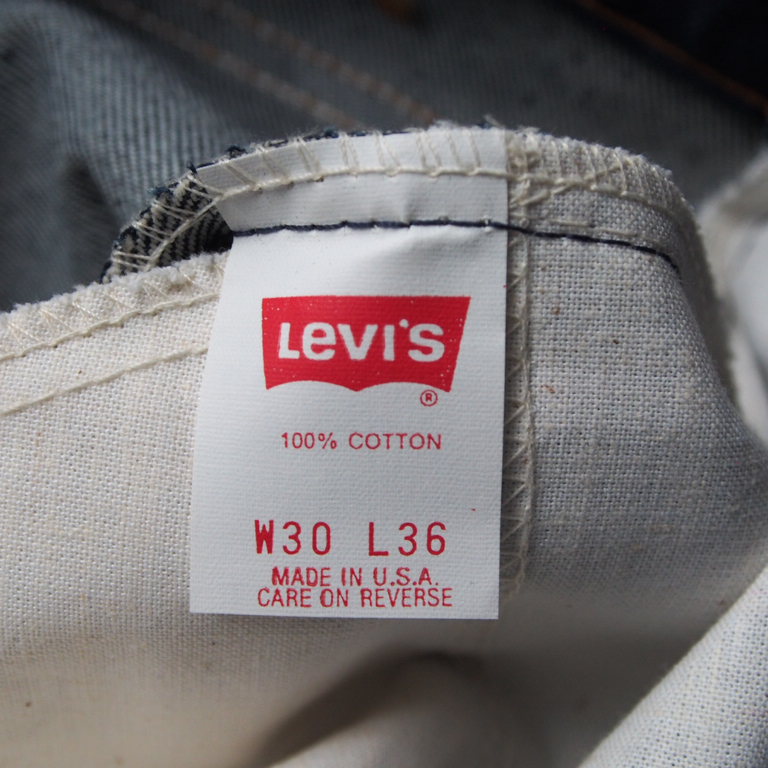 Levi's
®
100% COTTON
W30 L36
MADE IN U.S.A.
CARE ON REVERSE